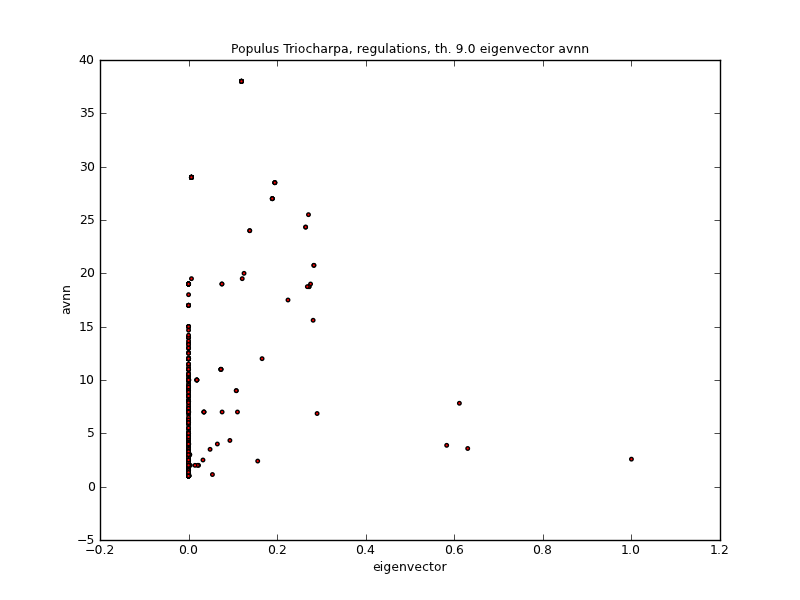 Populus Triocharpa, regulations, th. 9.0 eigenvector avnn
40
35
30
25
20
15
10
5
0
−5
avnn
−0.2 0.0 0.2 0.4 0.6 0.8 1.0 1.2
eigenvector